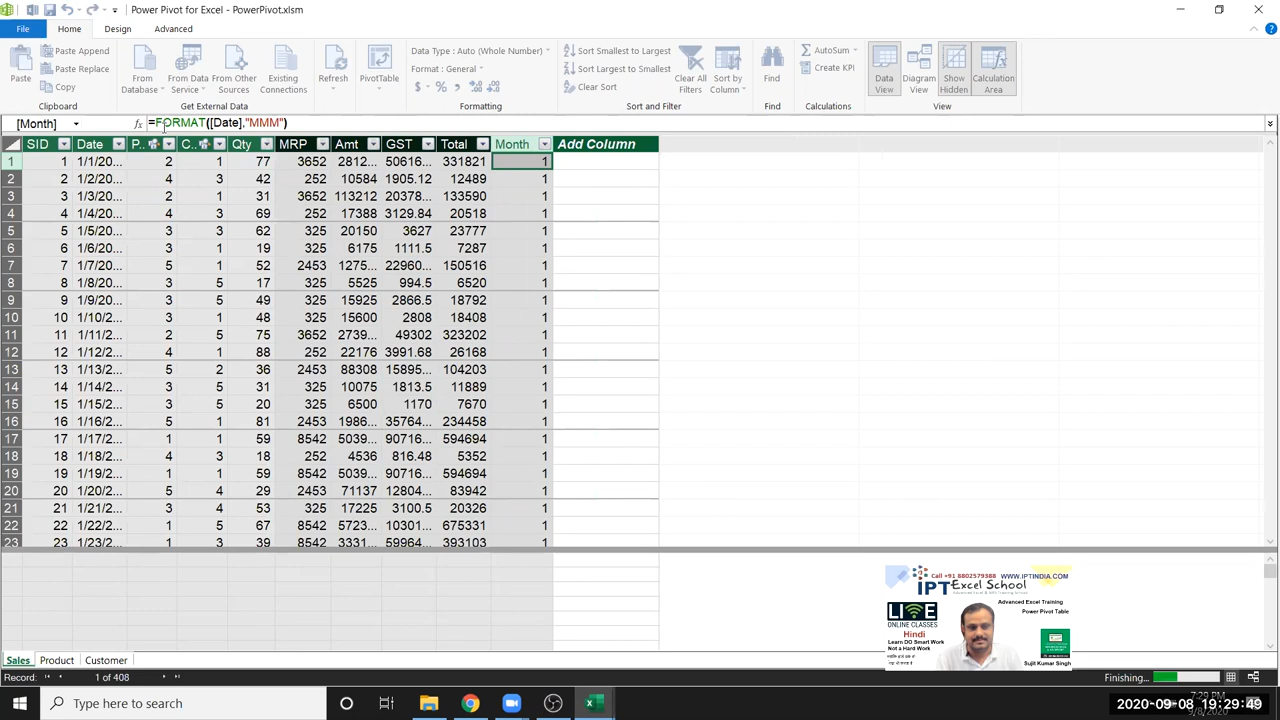 Power Pivot for Excel - PowerPivot.xlsm
File Home Design Advanced
Paste Paste Append Paste Replace Copy
From Database From Data Service From Other Sources Existing Connections Refresh PivotTable
Data Type : Auto (Whole Number) Format : General $ % , 
Sort Smallest to Largest Sort Largest to Smallest Clear Sort Clear All Filters Sort by Column Find
AutoSum Create KPI Data View Diagram View Show Hidden Calculation Area
Clipboard Get External Data Formatting Sort and Filter Calculations View
[Month] fx =FORMAT([Date],"MMM")
SID Date P.. C.. Qty MRP Amt GST Total Month Add Column
1 1 1/1/20... 2 1 77 3652 2812... 50616... 331821 1
2 2 1/2/20... 4 3 42 252 10584 1905.12 12489 1
3 3 1/3/20... 2 1 31 3652 113212 20378... 133590 1
4 4 1/4/20... 4 3 69 252 17388 3129.84 20518 1
5 5 1/5/20... 3 3 62 325 20150 3627 23777 1
6 6 1/6/20... 3 1 19 325 6175 1111.5 7287 1
7 7 1/7/20... 5 1 52 2453 1275... 22960... 150516 1
8 8 1/8/20... 3 5 17 325 5525 994.5 6520 1
9 9 1/9/20... 3 5 49 325 15925 2866.5 18792 1
10 10 1/10/2... 3 1 48 325 15600 2808 18408 1
11 11 1/11/2... 2 5 75 3652 2739... 49302 323202 1
12 12 1/12/2... 4 1 88 252 22176 3991.68 26168 1
13 13 1/13/2... 5 2 36 2453 88308 15895... 104203 1
14 14 1/14/2... 3 5 31 325 10075 1813.5 11889 1
15 15 1/15/2... 3 5 20 325 6500 1170 7670 1
16 16 1/16/2... 5 1 81 2453 1986... 35764... 234458 1
17 17 1/17/2... 1 1 59 8542 5039... 90716... 594694 1
18 18 1/18/2... 4 3 18 252 4536 816.48 5352 1
19 19 1/19/2... 1 1 59 8542 5039... 90716... 594694 1
20 20 1/20/2... 5 4 29 2453 71137 12804... 83942 1
21 21 1/21/2... 3 4 53 325 17225 3100.5 20326 1
22 22 1/22/2... 1 5 67 8542 5723... 10301... 675331 1
23 23 1/23/2... 1 3 39 8542 3331... 59964... 393103 1
Call +91 8802579388 WWW.IPTINDIA.COM
IPT Excel School
Advanced Excel & MIS Training School
Advanced Excel Training
Power Pivot Table
LIVE
ONLINE CLASSES
Hindi
Learn DO Smart Work
Not a Hard Work
Sujit Kumar Singh
Sales Product Customer
Record: 1 of 408 Finishing...
Type here to search
7:29 PM
2020-09-08 19:29:49
9/8/2020